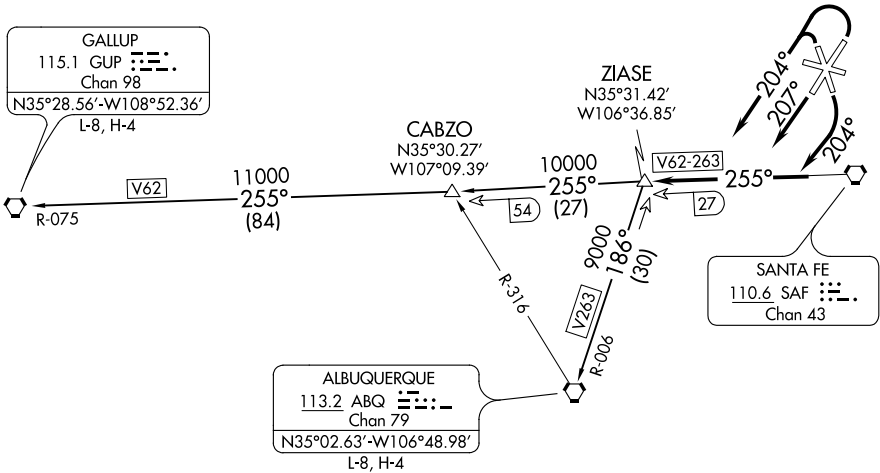 GALLUP
115.1 GUP
Chan 98
N35°28.56′-W108°52.36′
L-8, H-4
ZIASE
N35°31.42′
W106°36.85′
204°
207°
204°
CABZO
N35°30.27′
W107°09.39′
V62
11000
255°
(84)
R-075
10000
255°
(27)
54
V62-263
255°
27
9000
186°
(30)
V263
R-006
R-316
SANTA FE
110.6 SAF
Chan 43
ALBUQUERQUE
113.2 ABQ
Chan 79
N35°02.63′-W106°48.98′
L-8, H-4